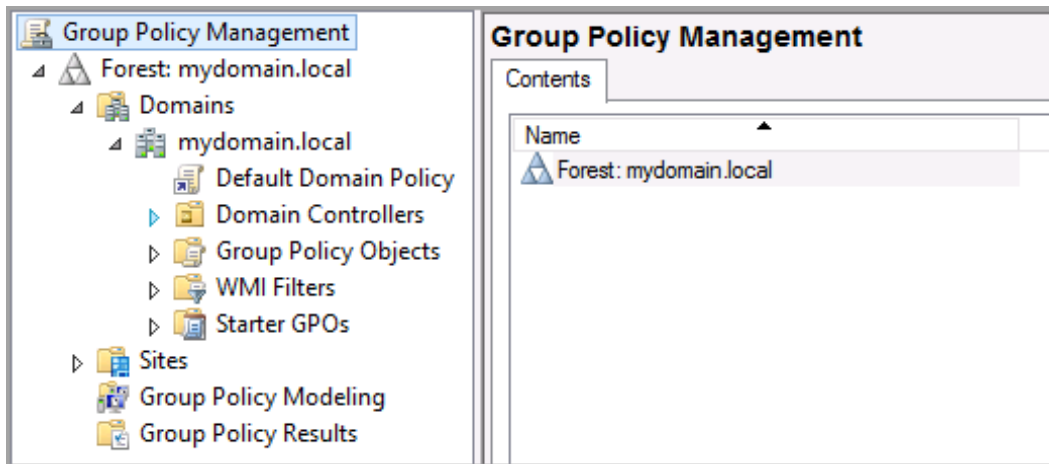 Group Policy Management
Forest: mydomain.local
Domains
mydomain.local
Default Domain Policy
Domain Controllers
Group Policy Objects
WMI Filters
Starter GPOs
Sites
Group Policy Modeling
Group Policy Results
Group Policy Management
Contents
Name
Forest: mydomain.local